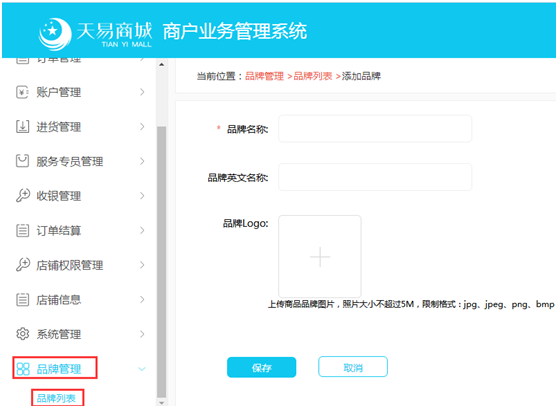 天易商城 商户业务管理系统
TIAN YI MALL
订单管理
账户管理
进货管理
服务专员管理
收银管理
订单结算
店铺权限管理
店铺信息
系统管理
品牌管理
品牌列表
当前位置：品牌管理 >品牌列表 >添加品牌
* 品牌名称:
品牌英文名称:
品牌Logo:
上传商品品牌图片，照片大小不超过5M，限制格式：jpg、jpeg、png、bmp
保存 取消